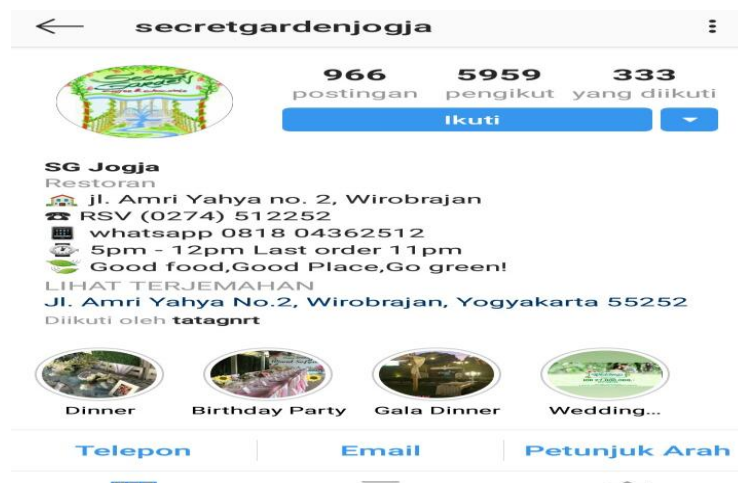 secretgardenjogja
SECRET
GARDEN
966 5959 333
postingan pengikut yang diikuti
Ikuti
SG Jogja
Restoran
jl. Amri Yahya no. 2, Wirobrajan
RSV (0274) 512252
whatsapp 0818 04362512
5pm - 12pm Last order 11pm
Good food,Good Place,Go green!
LIHAT TERJEMAHAN
Jl. Amri Yahya No.2, Wirobrajan, Yogyakarta 55252
Diikuti oleh tatagnrt
Dinner Birthday Party Gala Dinner Wedding...
Telepon Email Petunjuk Arah